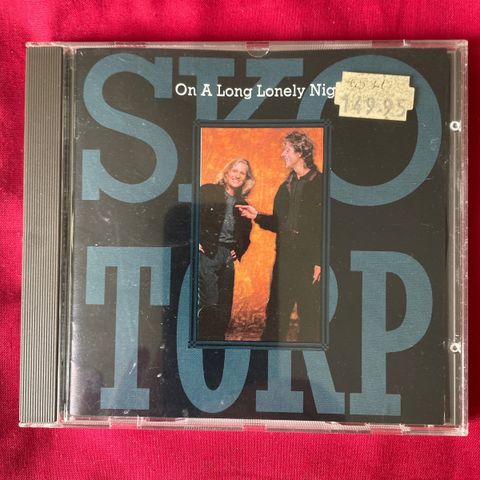 SKO
On A Long Lonely Nig
149.95
TORP